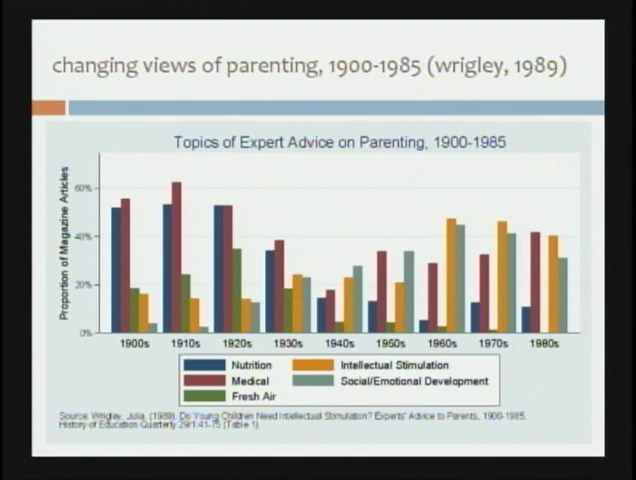 changing views of parenting, 1900-1985 (wrigley, 1989)
Topics of Expert Advice on Parenting, 1900-1985
Proportion of Magazine Articles
60%
40%
20%
0%
1900s 1910s 1920s 1930s 1940s 1950s 1960s 1970s 1980s
Nutrition Intellectual Stimulation
Medical Social/Emotional Development
Fresh Air
Source: Wrigley, Julia. (1989). Do Young Children Need Intellectual Stimulation? Experts' Advice to Parents, 1900-1985.
History of Education Quarterly 29/1:41-75 (Table 1).